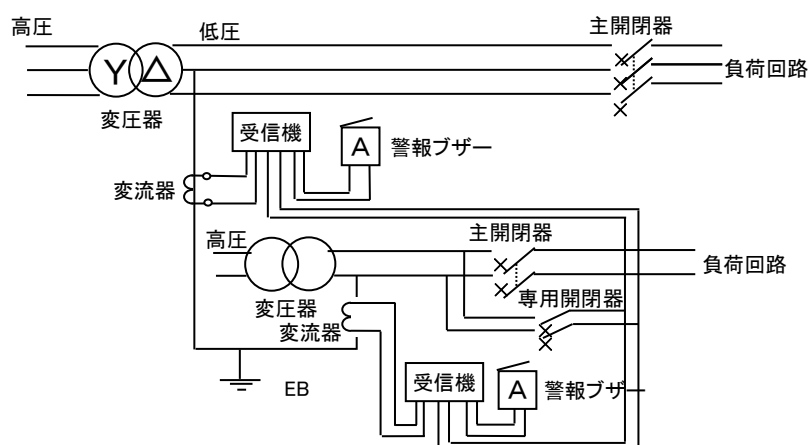 高圧
低圧
主開閉器
Y △
負荷回路
変圧器
受信機
A
警報ブザー
変流器
高圧
主開閉器
負荷回路
専用開閉器
変圧器
変流器
受信機
A
警報ブザー
EB